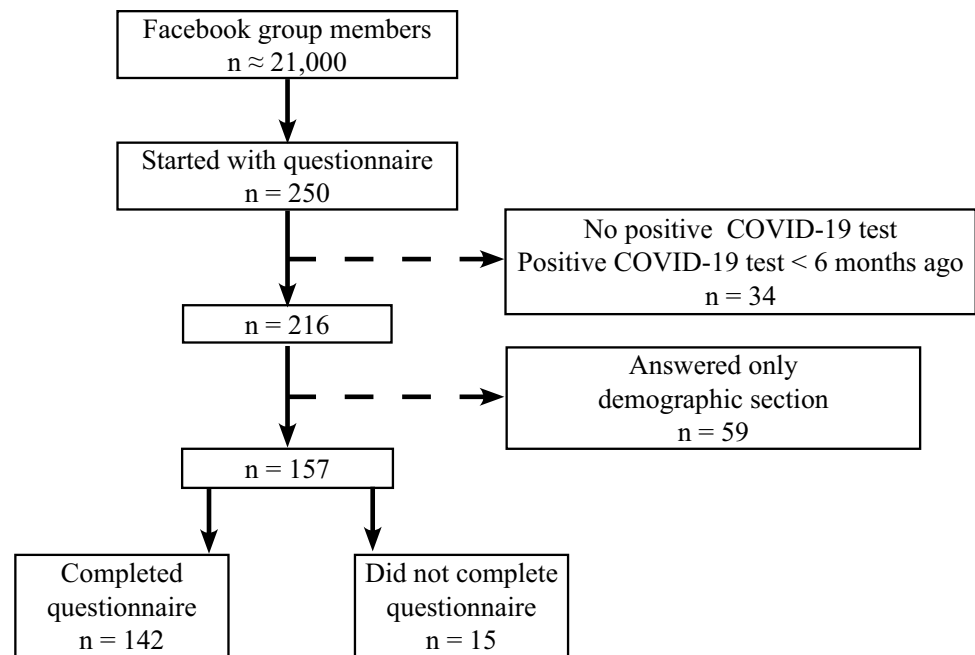 Facebook group members
n ≈ 21,000
Started with questionnaire
n = 250
No positive COVID-19 test
Positive COVID-19 test < 6 months ago
n = 34
n = 216
Answered only
demographic section
n = 59
n = 157
Completed
questionnaire
n = 142
Did not complete
questionnaire
n = 15